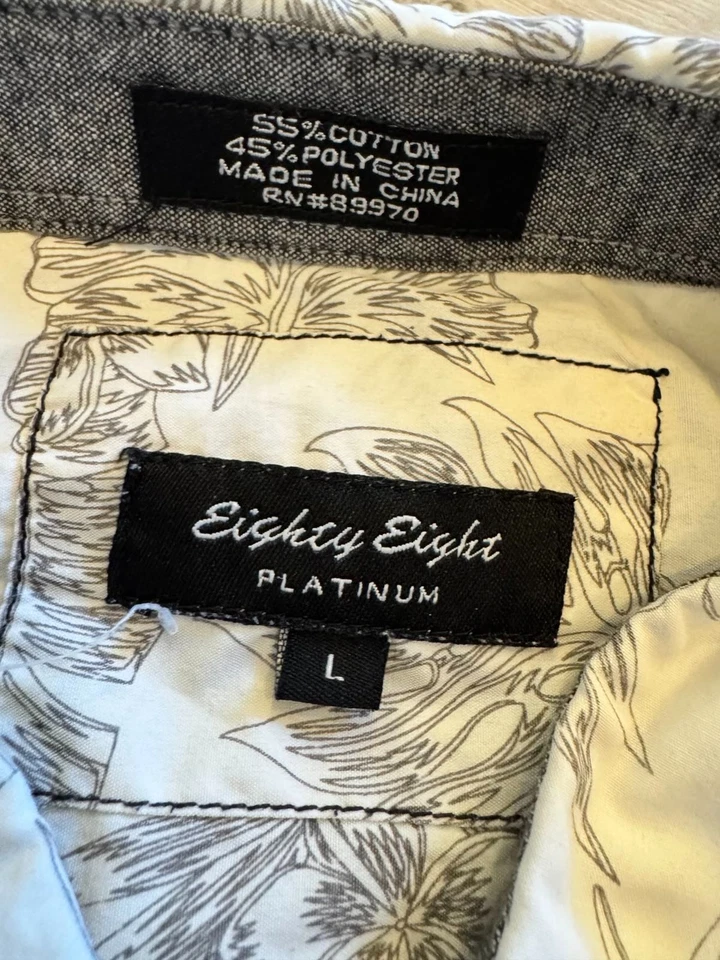 55%COTTON
45%POLYESTER
MADE IN CHINA
RN#89970
Eighty Eight
PLATINUM
L